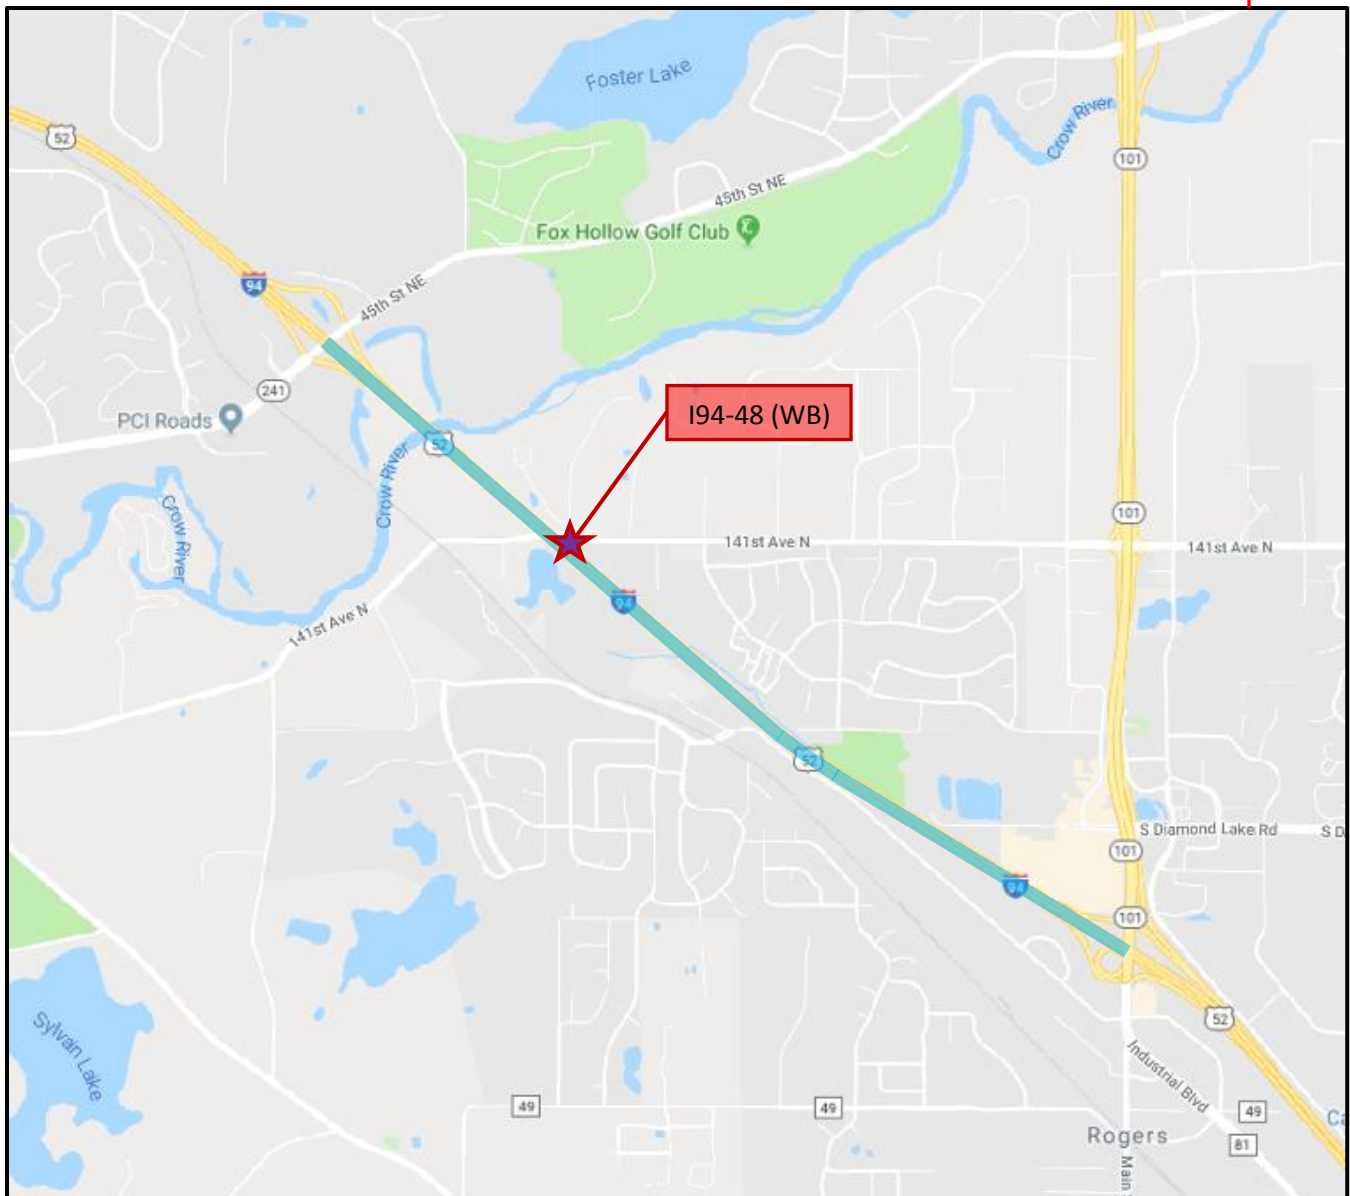 Foster Lake
52
Crow River
101
45th St NE
Fox Hollow Golf Club
94
45th St NE
241
I94-48 (WB)
PCI Roads
52
Crow River
Crow River
101
141st Ave N
141st Ave N
94
141st Ave N
52
S Diamond Lake Rd
S D
101
94
101
52
Sylvan Lake
Industrial Blvd
49
49
49
Ca
Rogers
81
Main